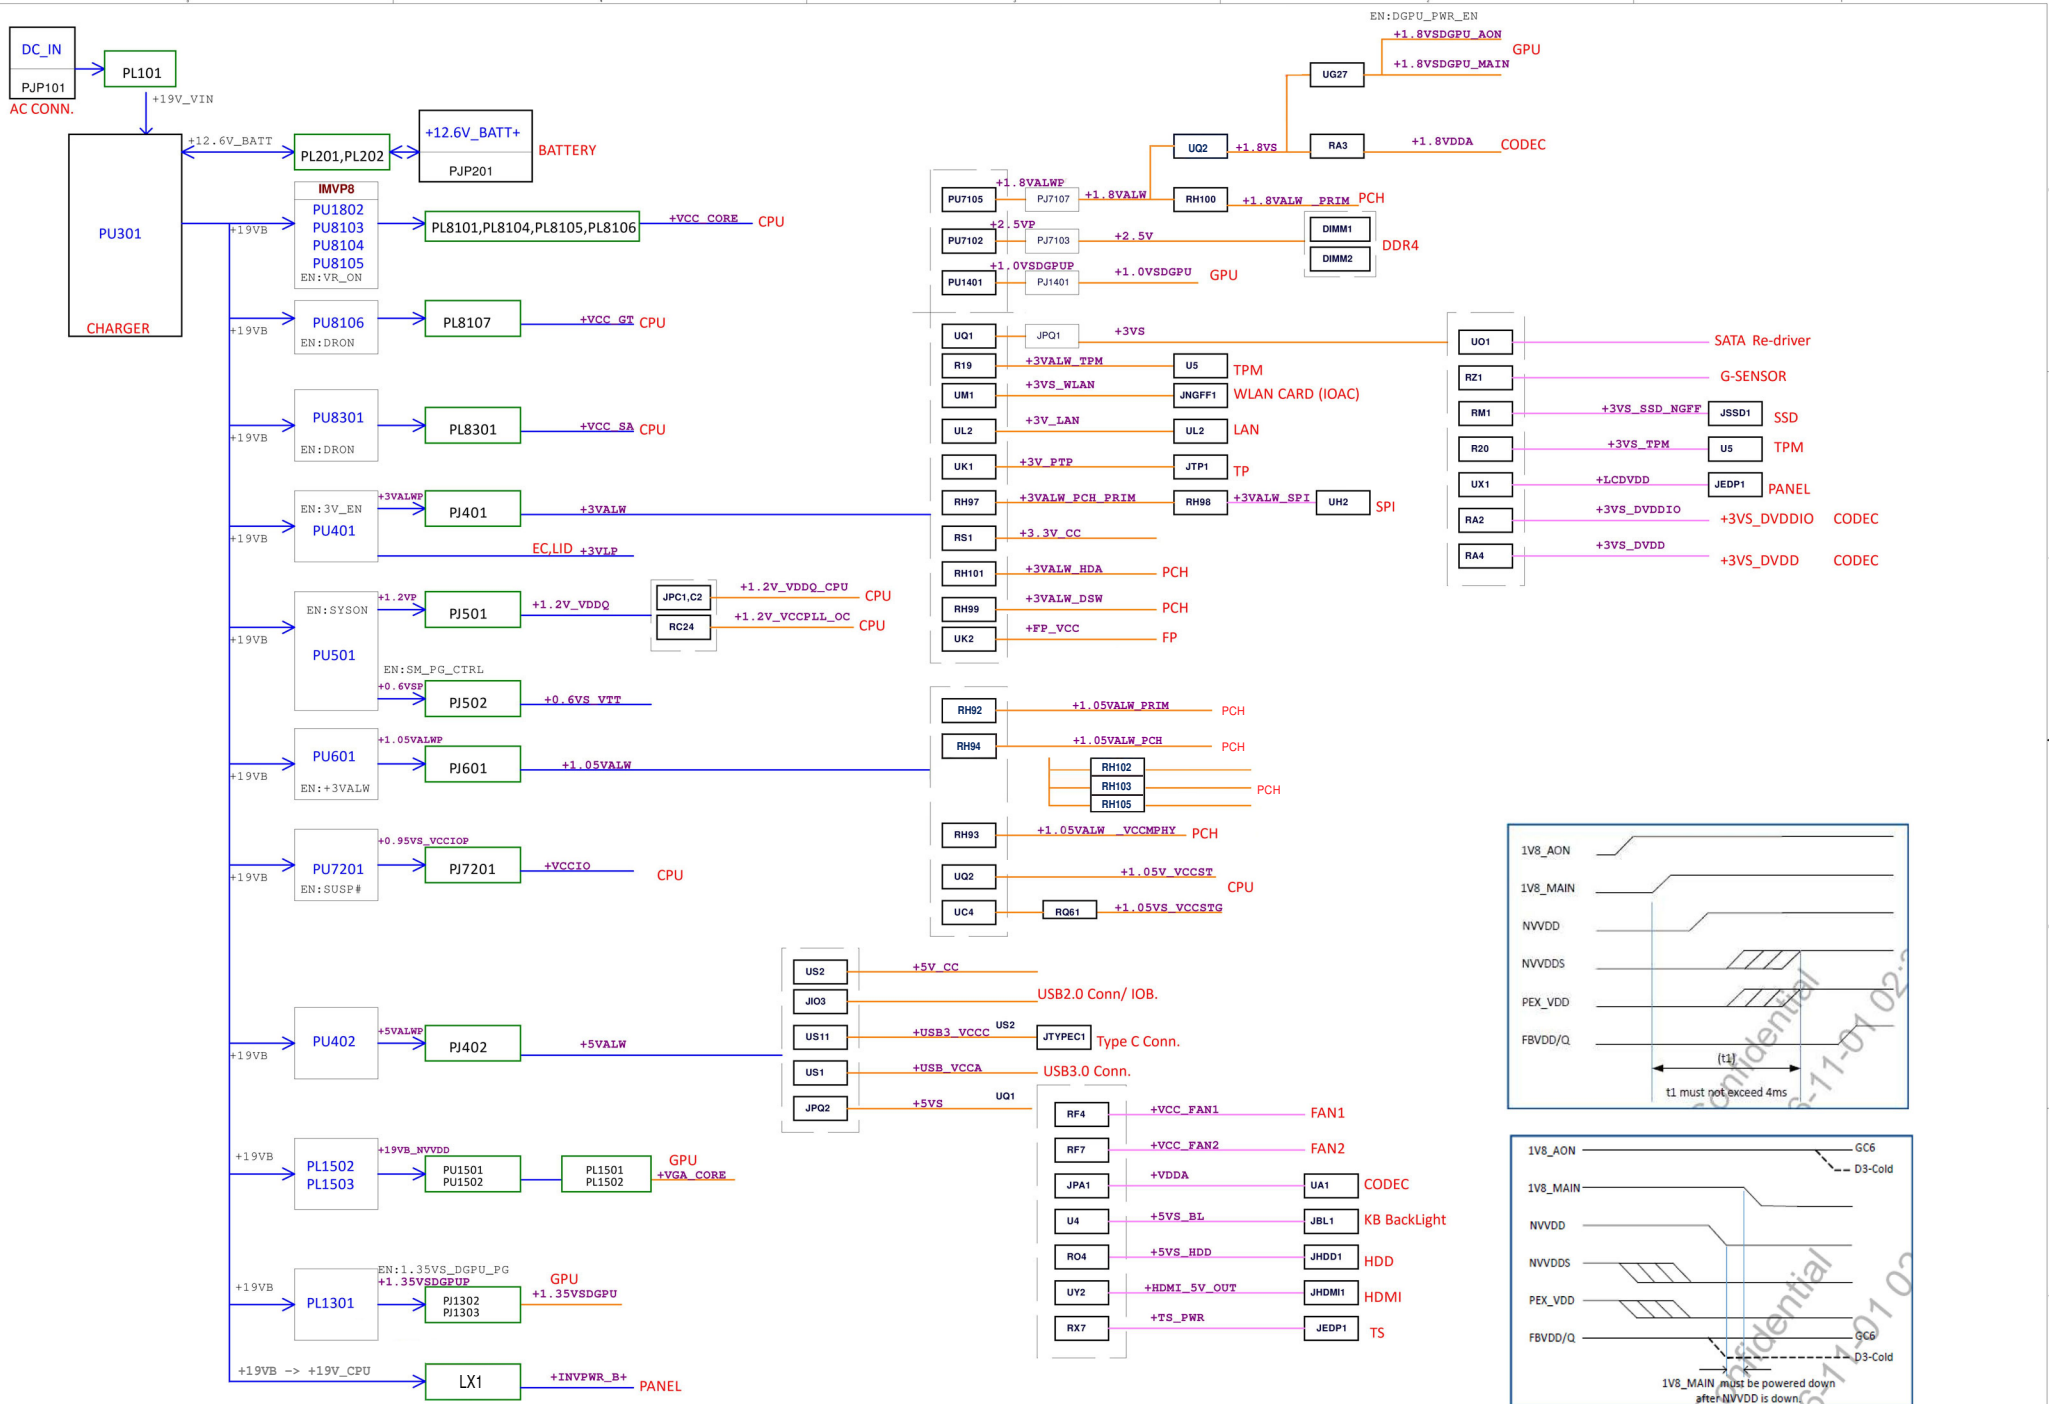 EN:DGPU_PWR_EN
DC_IN
PJP101
AC CONN.
PL101
+19V_VIN
PU301
CHARGER
+12.6V_BATT
PL201,PL202
+12.6V_BATT+
PJP201
BATTERY
IMVP8
PU1802
PU8103
PU8104
PU8105
EN:VR_ON
+19VB
PL8101,PL8104,PL8105,PL8106
+VCC_CORE
CPU
+19VB
PU8106
EN:DRON
PL8107
+VCC_GT
CPU
+19VB
PU8301
EN:DRON
PL8301
+VCC_SA
CPU
+19VB
EN:3V_EN
PU401
+3VALWP
PJ401
+3VALW
EC,LID
+3VLP
+19VB
EN:SYSON
PU501
+1.2VP
PJ501
+1.2V_VDDQ
JPC1,C2
+1.2V_VDDQ_CPU
CPU
RC24
+1.2V_VCCPLL_OC
CPU
EN:SM_PG_CTRL
+0.6VSP
PJ502
+0.6VS_VTT
+19VB
PU601
EN:+3VALW
+1.05VALWP
PJ601
+1.05VALW
+19VB
PU7201
EN:SUSP#
+0.95VS_VCCIOP
PJ7201
+VCCIO
CPU
+19VB
PU402
+5VALWP
PJ402
+5VALW
+19VB
PL1502
PL1503
+19VB_NVVDD
PU1501
PU1502
PL1501
PL1502
GPU
+VGA_CORE
+19VB
PL1301
EN:1.35VS_DGPU_PG
+1.35VSDGPUP
PJ1302
PJ1303
GPU
+1.35VSDGPU
+19VB -> +19V_CPU
LX1
+INVPWR_B+
PANEL
+1.8VSDGPU_AON
GPU
+1.8VSDGPU_MAIN
UG27
UQ2
+1.8VS
RA3
+1.8VDDA
CODEC
PU7105
+1.8VALWP
PJ7107
+1.8VALW
RH100
+1.8VALW _PRIM
PCH
PU7102
+2.5VP
PJ7103
+2.5V
DIMM1
DIMM2
DDR4
PU1401
+1.0VSDGPUP
PJ1401
+1.0VSDGPU
GPU
UQ1
JPQ1
+3VS
R19
+3VALW_TPM
U5
TPM
UM1
+3VS_WLAN
JNGFF1
WLAN CARD (IOAC)
UL2
+3V_LAN
UL2
LAN
UK1
+3V_PTP
JTP1
TP
RH97
+3VALW_PCH_PRIM
RH98
+3VALW_SPI
UH2
SPI
RS1
+3.3V_CC
RH101
+3VALW_HDA
PCH
RH99
+3VALW_DSW
PCH
UK2
+FP_VCC
FP
UO1
SATA Re-driver
RZ1
G-SENSOR
RM1
+3VS_SSD_NGFF
JSSD1
SSD
R20
+3VS_TPM
U5
TPM
UX1
+LCDVDD
JEDP1
PANEL
RA2
+3VS_DVDDIO
+3VS_DVDDIO
CODEC
RA4
+3VS_DVDD
+3VS_DVDD
CODEC
RH92
+1.05VALW_PRIM
PCH
RH94
+1.05VALW_PCH
PCH
RH102
RH103
RH105
PCH
RH93
+1.05VALW _VCCMPHY
PCH
UQ2
+1.05V_VCCST
CPU
UC4
RQ61
+1.05VS_VCCSTG
US2
+5V_CC
JIO3
USB2.0 Conn/ IOB.
US11
+USB3_VCCC
US2
JTYPEC1
Type C Conn.
US1
+USB_VCCA
USB3.0 Conn.
JPQ2
+5VS
UQ1
RF4
+VCC_FAN1
FAN1
RF7
+VCC_FAN2
FAN2
JPA1
+VDDA
UA1
CODEC
U4
+5VS_BL
JBL1
KB BackLight
RO4
+5VS_HDD
JHDD1
HDD
UY2
+HDMI_5V_OUT
JHDMI1
HDMI
RX7
+TS_PWR
JEDP1
TS
1V8_AON
1V8_MAIN
NVVDD
NVVDDS
PEX_VDD
FBVDD/Q
(t1)
t1 must not exceed 4ms
1V8_AON
GC6
D3-Cold
1V8_MAIN
NVVDD
NVVDDS
PEX_VDD
FBVDD/Q
GC6
D3-Cold
1V8_MAIN must be powered down
after NVVDD is down.